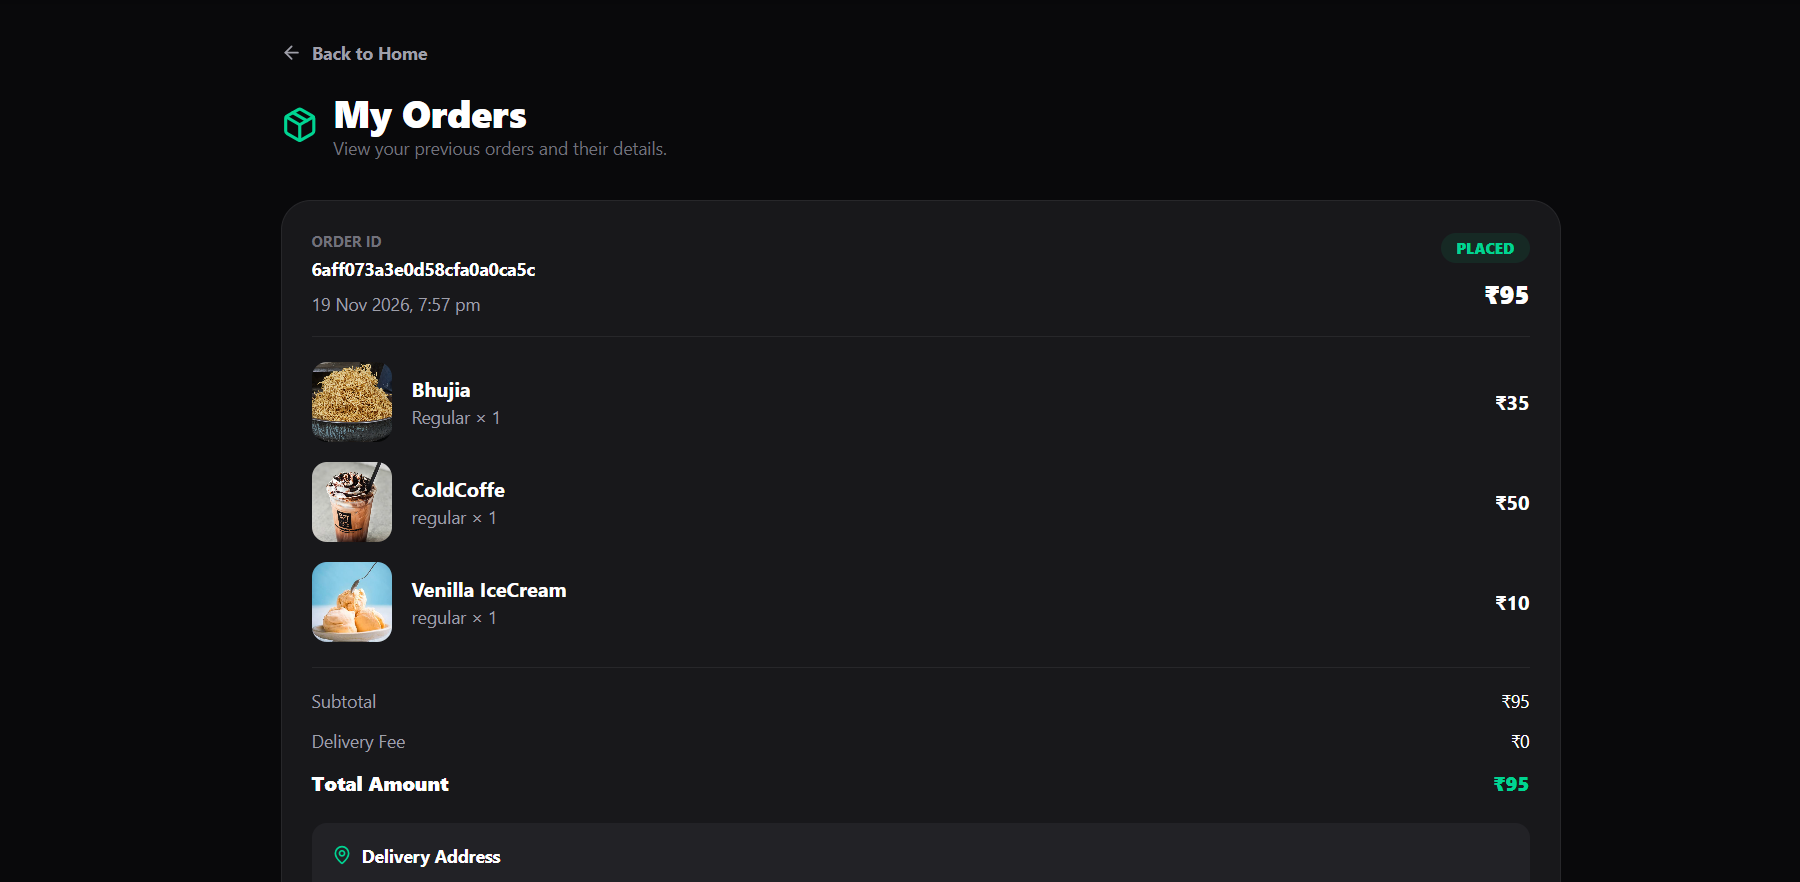 Back to Home
My Orders
View your previous orders and their details.
ORDER ID
PLACED
6aff073a3e0d58cfa0a0ca5c
19 Nov 2026, 7:57 pm
₹95
Bhujia
Regular × 1
₹35
ColdCoffe
regular × 1
₹50
Venilla IceCream
regular × 1
₹10
Subtotal
₹95
Delivery Fee
₹0
Total Amount
₹95
Delivery Address